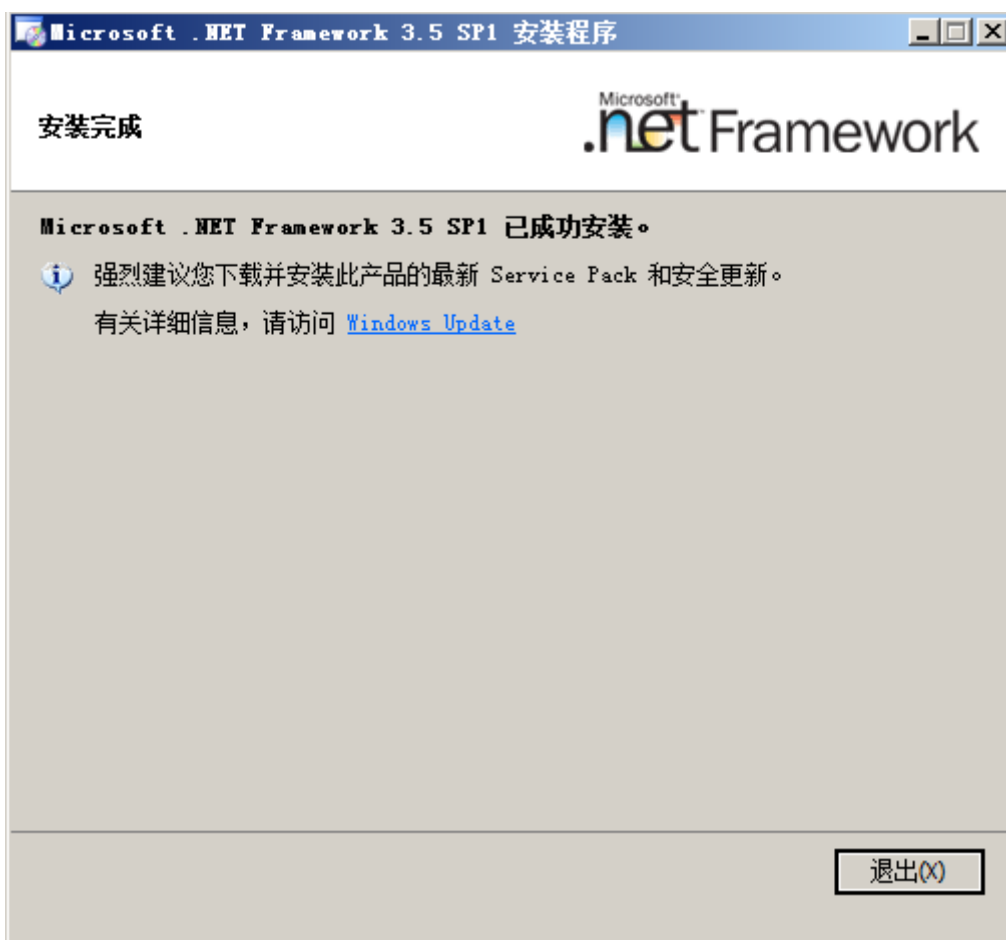 Microsoft .NET Framework 3.5 SP1 安装程序
安装完成
Microsoft
.net Framework
Microsoft .NET Framework 3.5 SP1 已成功安装。
强烈建议您下载并安装此产品的最新 Service Pack 和安全更新。
有关详细信息，请访问 Windows Update
退出(X)